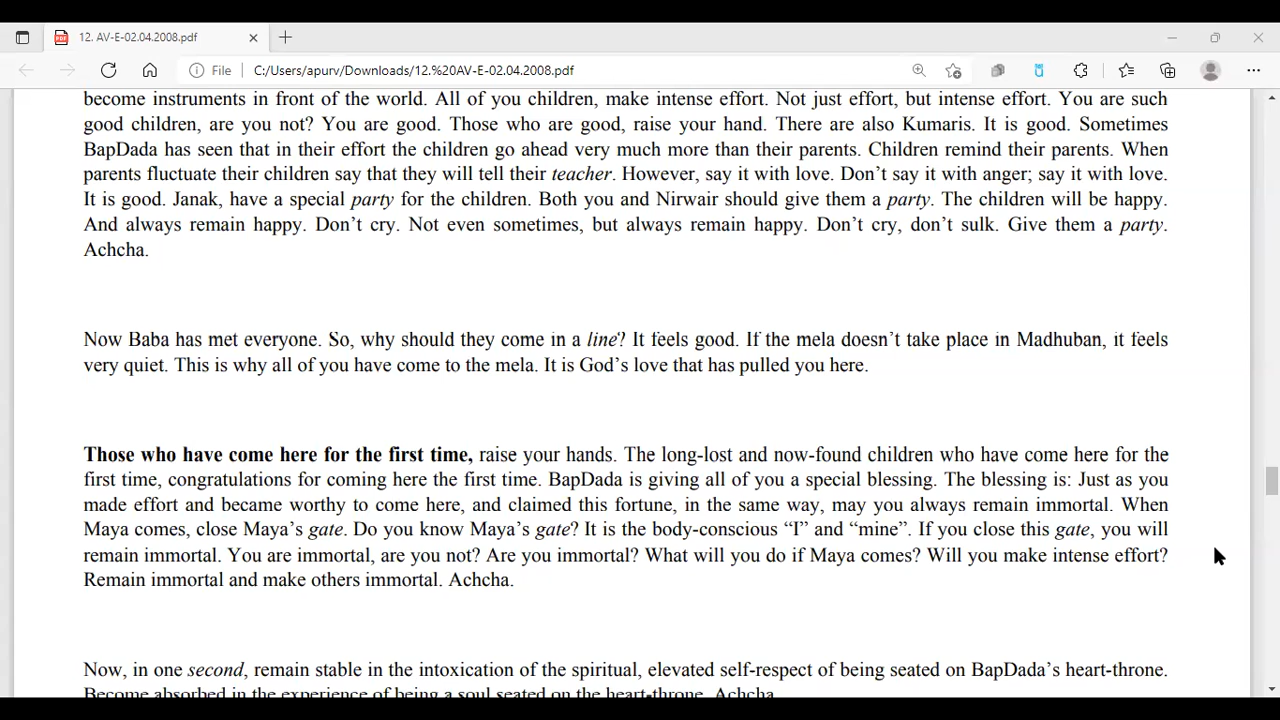 12. AV-E-02.04.2008.pdf
File
C:/Users/apurv/Downloads/12.%20AV-E-02.04.2008.pdf
become instruments in front of the world. All of you children, make intense effort. Not just effort, but intense effort. You are such
good children, are you not? You are good. Those who are good, raise your hand. There are also Kumaris. It is good. Sometimes
BapDada has seen that in their effort the children go ahead very much more than their parents. Children remind their parents. When
parents fluctuate their children say that they will tell their teacher. However, say it with love. Don’t say it with anger; say it with love.
It is good. Janak, have a special party for the children. Both you and Nirwair should give them a party. The children will be happy.
And always remain happy. Don’t cry. Not even sometimes, but always remain happy. Don’t cry, don’t sulk. Give them a party.
Achcha.
Now Baba has met everyone. So, why should they come in a line? It feels good. If the mela doesn’t take place in Madhuban, it feels
very quiet. This is why all of you have come to the mela. It is God’s love that has pulled you here.
Those who have come here for the first time, raise your hands. The long-lost and now-found children who have come here for the
first time, congratulations for coming here the first time. BapDada is giving all of you a special blessing. The blessing is: Just as you
made effort and became worthy to come here, and claimed this fortune, in the same way, may you always remain immortal. When
Maya comes, close Maya’s gate. Do you know Maya’s gate? It is the body-conscious “I” and “mine”. If you close this gate, you will
remain immortal. You are immortal, are you not? Are you immortal? What will you do if Maya comes? Will you make intense effort?
Remain immortal and make others immortal. Achcha.
Now, in one second, remain stable in the intoxication of the spiritual, elevated self-respect of being seated on BapDada’s heart-throne.
Become absorbed in the experience of being a soul seated on the heart-throne. Achcha